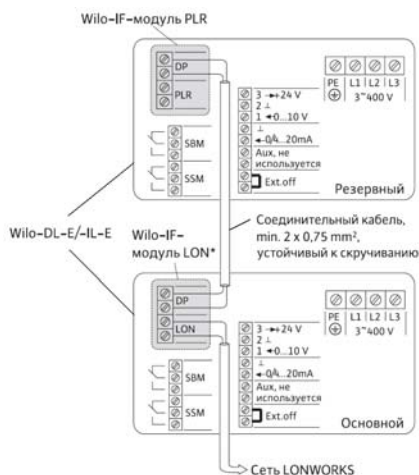 Wilo-IF-модуль PLR
DP
PLR
SBM
SSM
3 24 V
2 ⊥
1 0...10 V
⊥
0/4...20mA
Aux, не
используется
Ext.off
PE L1 L2 L3
3~400 V
Резервный
Wilo-DL-E/-IL-E
Wilo-IF-
модуль LON*
Соединительный кабель,
min. 2 x 0,75 mm²,
устойчивый к скручиванию
DP
LON
SBM
SSM
3 24 V
2 ⊥
1 0...10 V
⊥
0/4...20mA
Aux, не
используется
Ext.off
PE L1 L2 L3
3~400 V
Основной
Сеть LONWORKS